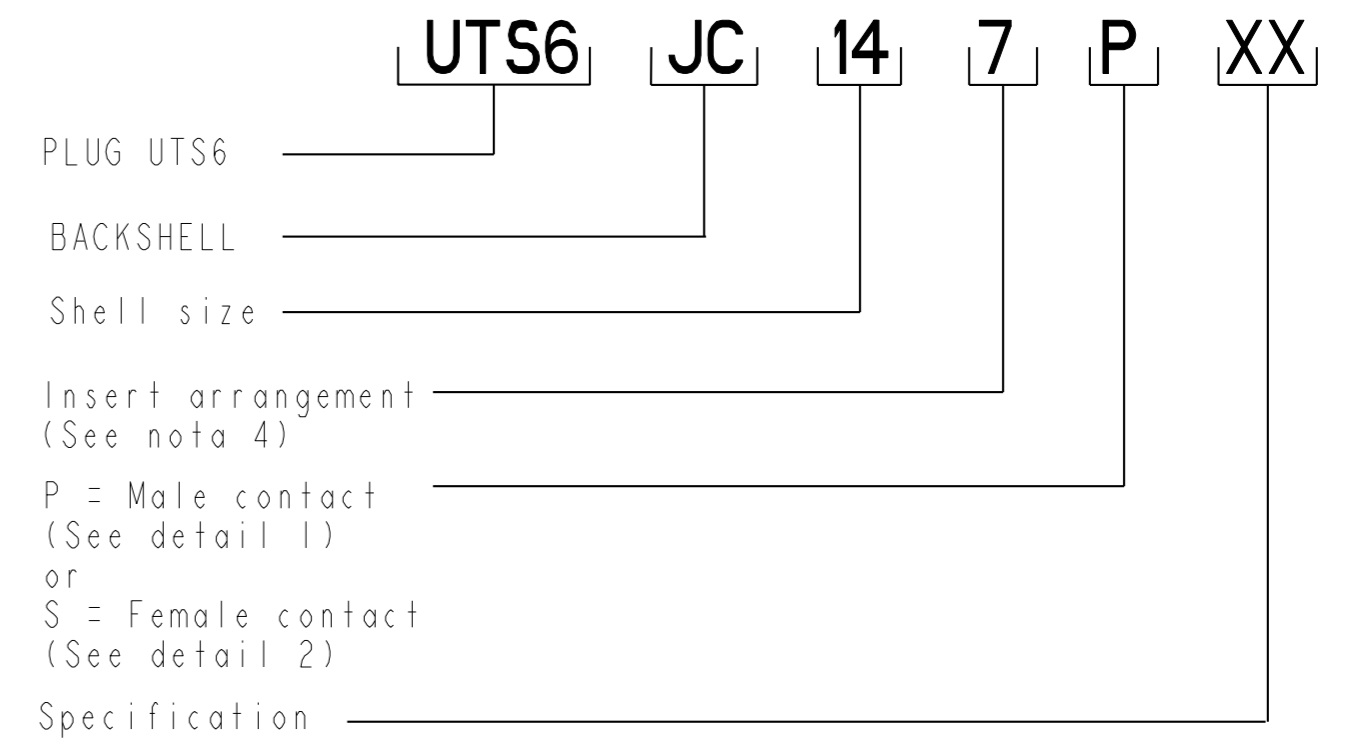 UTS6 JC 14 7 P XX
PLUG UTS6
BACKSHELL
Shell size
Insert arrangement
(See nota 4)
P = Male contact
(See detail 1)
or
S = Female contact
(See detail 2)
Specification